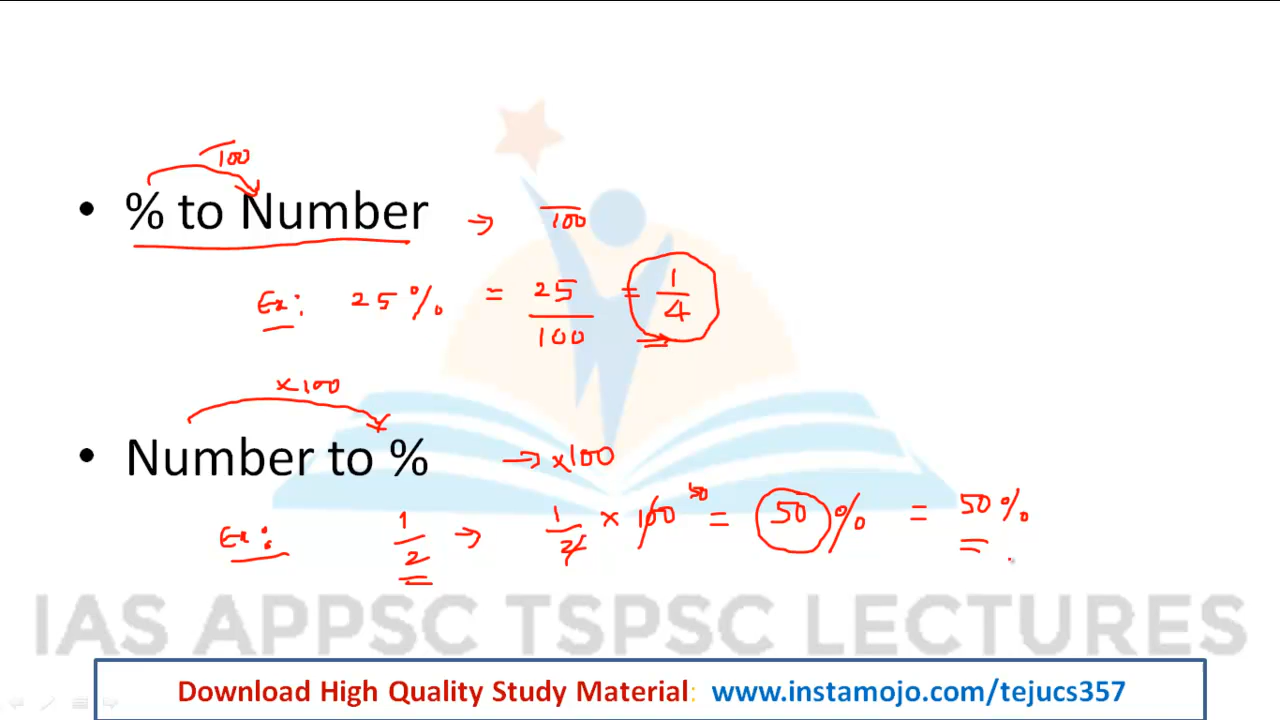 /100
• % to Number → /100
Ex: 25% = 25/100 = 1/4
×100
• Number to % → ×100
Ex: 1/2 → 1/2 × 100 50 = 50% = 50%
IAS APPSC TSPSC LECTURES
Download High Quality Study Material: www.instamojo.com/tejucs357